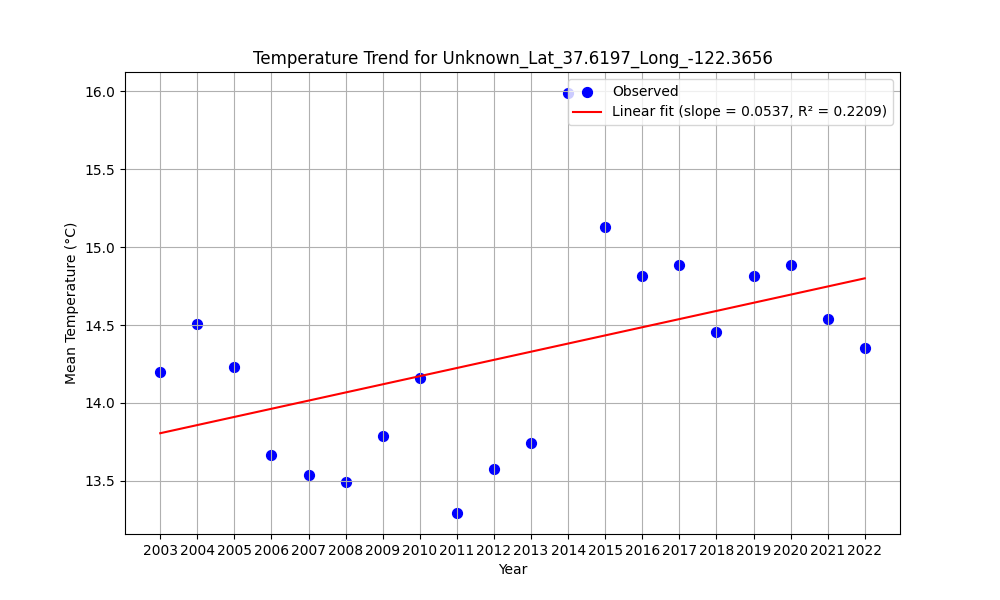 Temperature Trend for Unknown_Lat_37.6197_Long_-122.3656
Observed
Linear fit (slope = 0.0537, R² = 0.2209)
Mean Temperature (°C)
16.0
15.5
15.0
14.5
14.0
13.5
2003 2004 2005 2006 2007 2008 2009 2010 2011 2012 2013 2014 2015 2016 2017 2018 2019 2020 2021 2022
Year